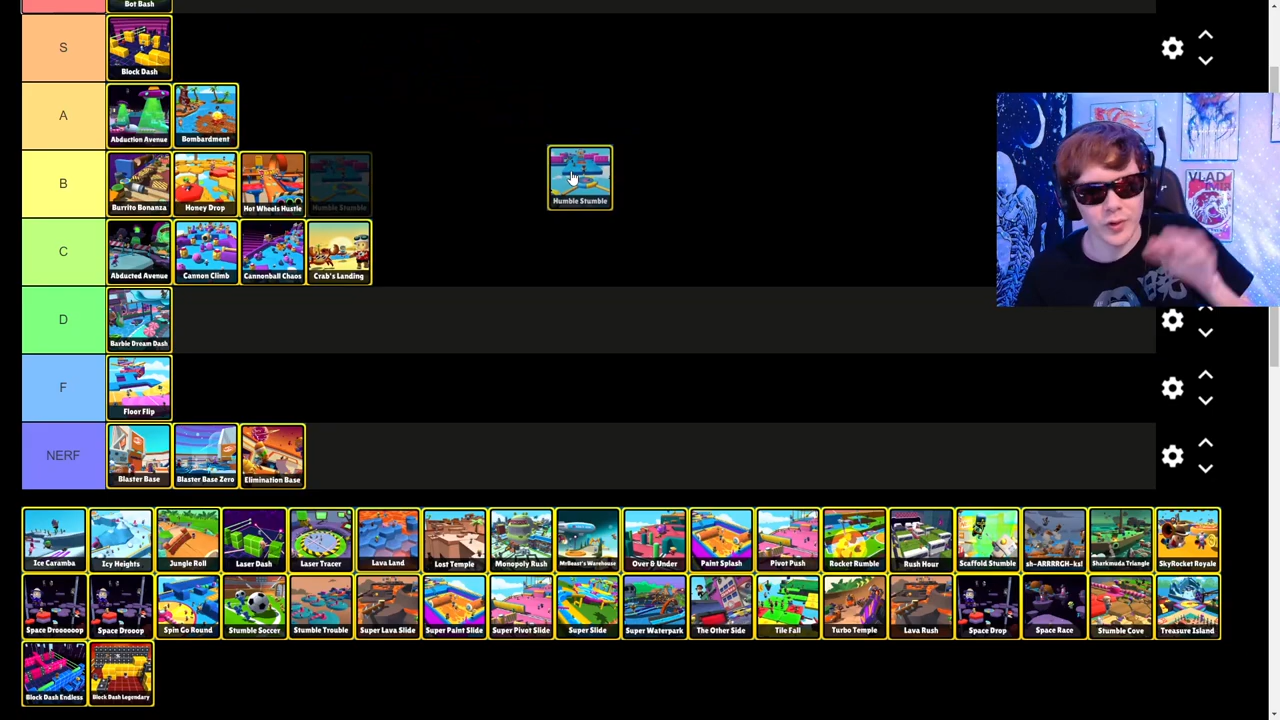 Bot Bash
S
Block Dash
A
Abduction Avenue
Bombardment
B
Burrito Bonanza
Honey Drop
Hot Wheels Hustle
Humble Stumble
Humble Stumble
C
Abducted Avenue
Cannon Climb
Cannonball Chaos
Crab's Landing
D
Barbie Dream Dash
F
Floor Flip
NERF
Blaster Base
Blaster Base Zero
Elimination Base
Ice Caramba
Icy Heights
Jungle Roll
Laser Dash
Laser Tracer
Lava Land
Lost Temple
Monopoly Rush
MrBeast's Warehouse
Over & Under
Paint Splash
Pivot Push
Rocket Rumble
Rush Hour
Scaffold Stumble
sh-ARRRRGH-ks!
Sharkmuda Triangle
SkyRocket Royale
Space Droooooop
Space Drooop
Spin Go Round
Stumble Soccer
Stumble Trouble
Super Lava Slide
Super Paint Slide
Super Pivot Slide
Super Slide
Super Waterpark
The Other Side
Tile Fall
Turbo Temple
Lava Rush
Space Drop
Space Race
Stumble Cove
Treasure Island
Block Dash Endless
Block Dash Legendary
VLAD